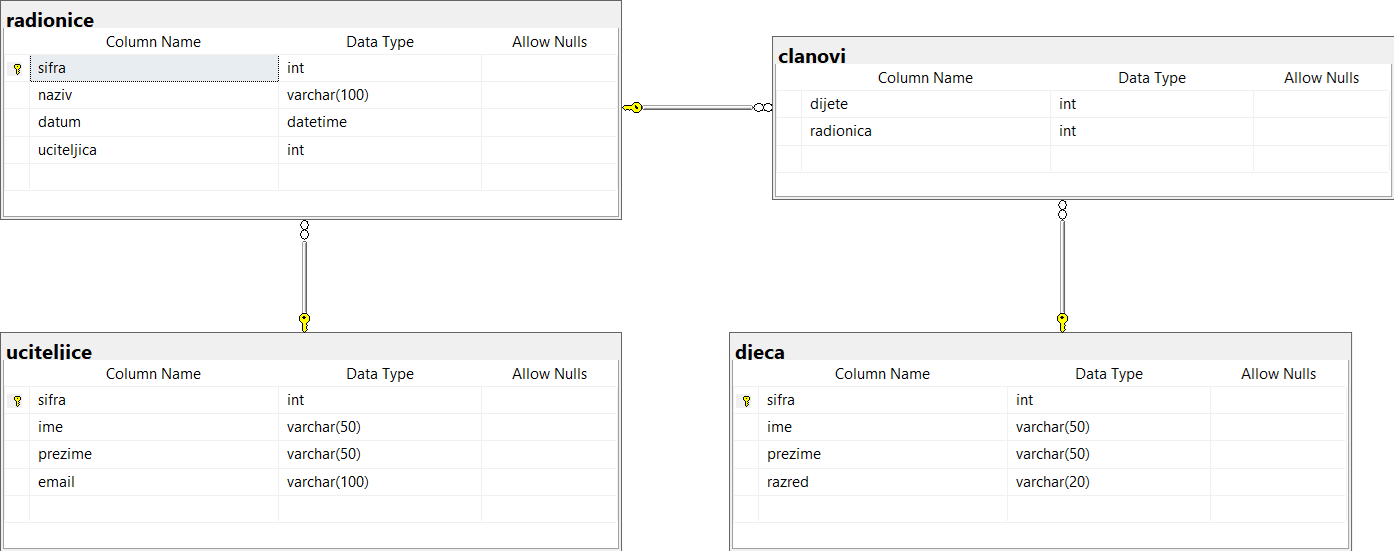 radionice
Column Name Data Type Allow Nulls
sifra int
naziv varchar(100)
datum datetime
uciteljica int
clanovi
Column Name Data Type Allow Nulls
dijete int
radionica int
uciteljice
Column Name Data Type Allow Nulls
sifra int
ime varchar(50)
prezime varchar(50)
email varchar(100)
djeca
Column Name Data Type Allow Nulls
sifra int
ime varchar(50)
prezime varchar(50)
razred varchar(20)